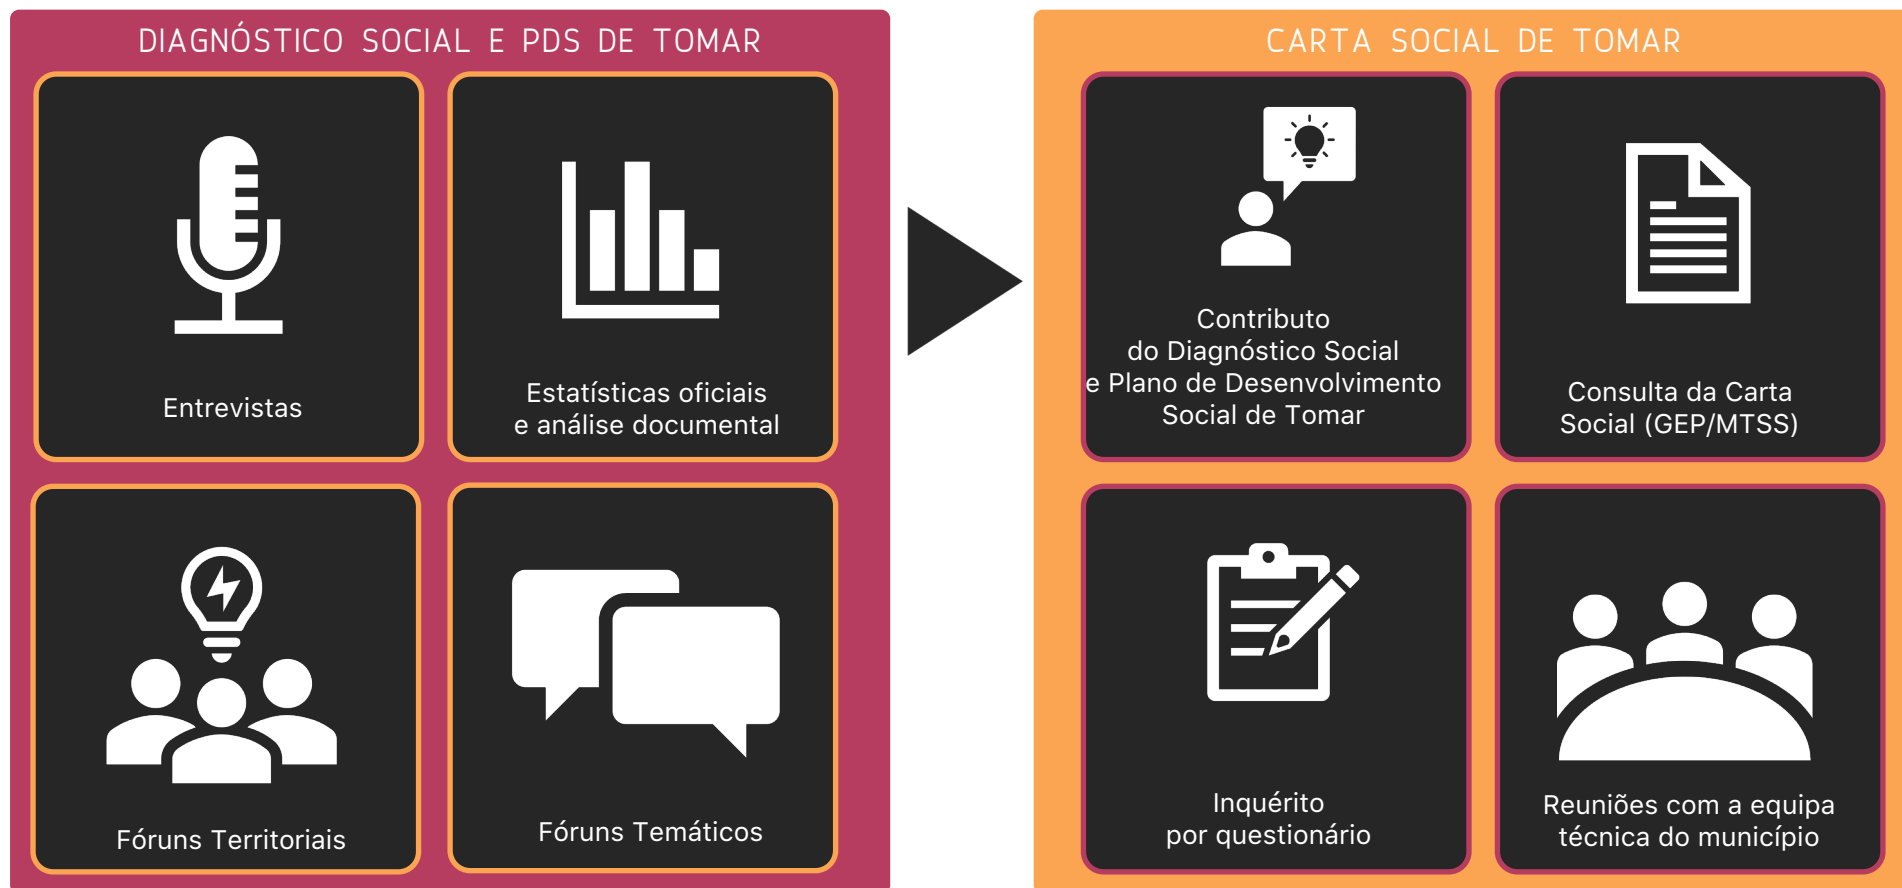 DIAGNÓSTICO SOCIAL E PDS DE TOMAR
Entrevistas
Estatísticas oficiais
e análise documental
Fóruns Territoriais
Fóruns Temáticos
CARTA SOCIAL DE TOMAR
Contributo
do Diagnóstico Social
e Plano de Desenvolvimento
Social de Tomar
Consulta da Carta
Social (GEP/MTSS)
Inquérito
por questionário
Reuniões com a equipa
técnica do município